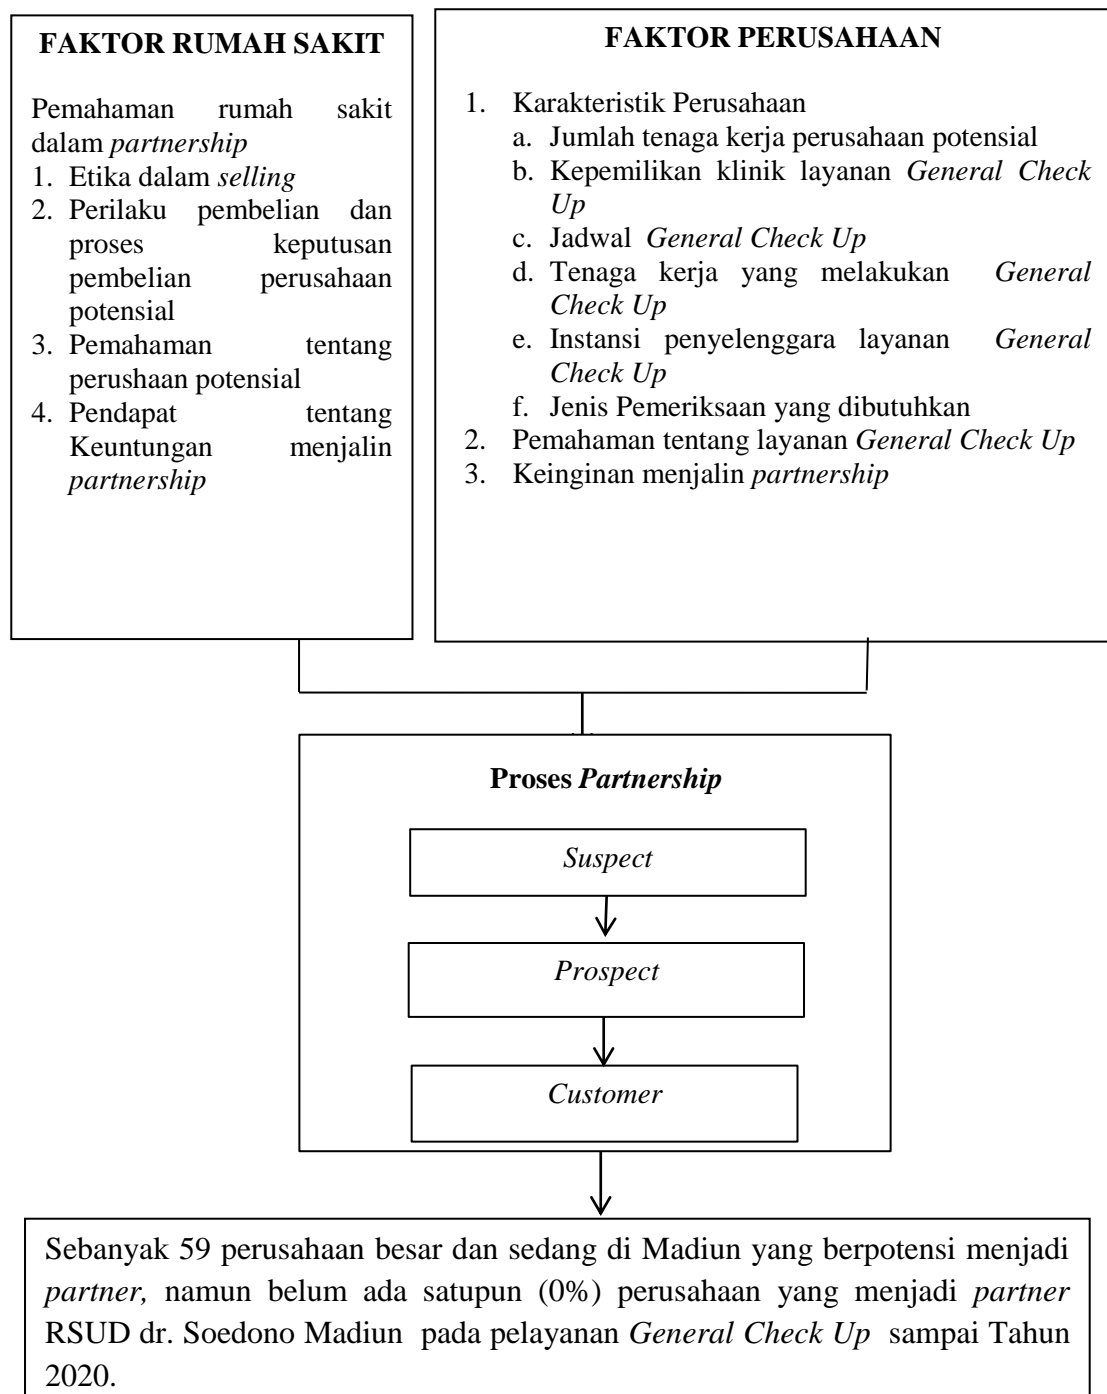 FAKTOR RUMAH SAKIT
Pemahaman rumah sakit
dalam partnership
1. Etika dalam selling
2. Perilaku pembelian dan
proses keputusan
pembelian perusahaan
potensial
3. Pemahaman tentang
perushaan potensial
4. Pendapat tentang
Keuntungan menjalin
partnership
FAKTOR PERUSAHAAN
1. Karakteristik Perusahaan
a. Jumlah tenaga kerja perusahaan potensial
b. Kepemilikan klinik layanan General Check
Up
c. Jadwal General Check Up
d. Tenaga kerja yang melakukan General
Check Up
e. Instansi penyelenggara layanan General
Check Up
f. Jenis Pemeriksaan yang dibutuhkan
2. Pemahaman tentang layanan General Check Up
3. Keinginan menjalin partnership
Proses Partnership
Suspect
Prospect
Customer
Sebanyak 59 perusahaan besar dan sedang di Madiun yang berpotensi menjadi
partner, namun belum ada satupun (0%) perusahaan yang menjadi partner
RSUD dr. Soedono Madiun pada pelayanan General Check Up sampai Tahun
2020.